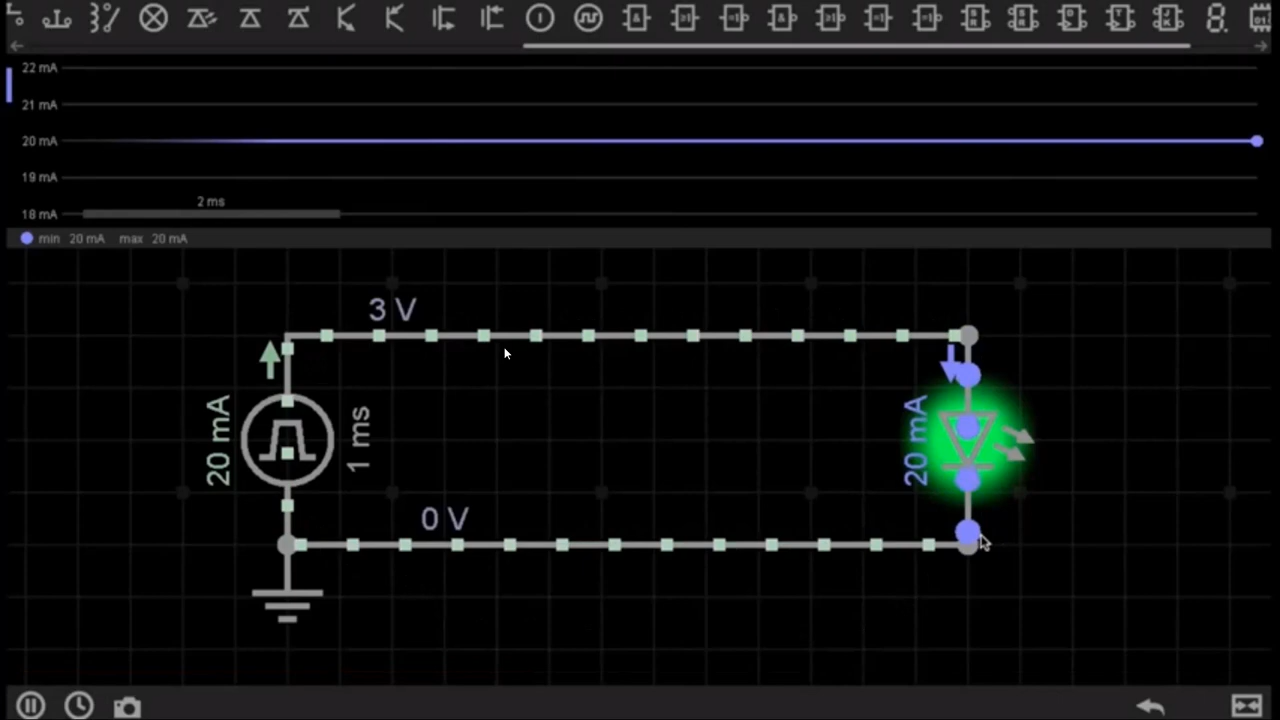 22 mA
21 mA
20 mA
19 mA
2 ms
18 mA
min 20 mA max 20 mA
3 V
20 mA
1 ms
20 mA
0 V